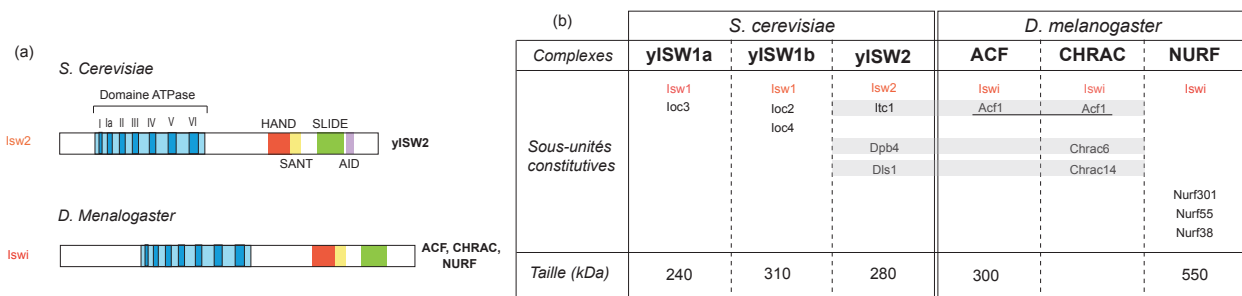 (a)
S. Cerevisiae
Domaine ATPase
I Ia II III IV V VI
HAND SLIDE
Isw2 yISW2
SANT AID
D. Menalogaster
Iswi ACF, CHRAC,
NURF
(b)
S. cerevisiae D. melanogaster
Complexes yISW1a yISW1b yISW2 ACF CHRAC NURF
Isw1 Isw1 Isw2 Iswi Iswi Iswi
Ioc3 Ioc2 Itc1 Acf1 Acf1
Ioc4
Sous-unités
constitutives
Dpb4 Chrac6
Dls1 Chrac14
Nurf301
Nurf55
Nurf38
Taille (kDa) 240 310 280 300 550